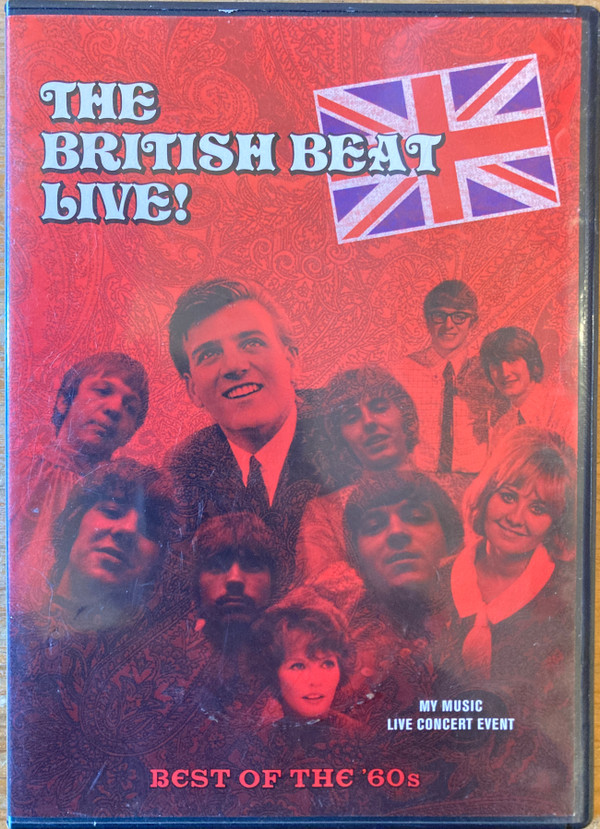 THE
BRITISH BEAT
LIVE!
MY MUSIC
LIVE CONCERT EVENT
BEST OF THE '60s